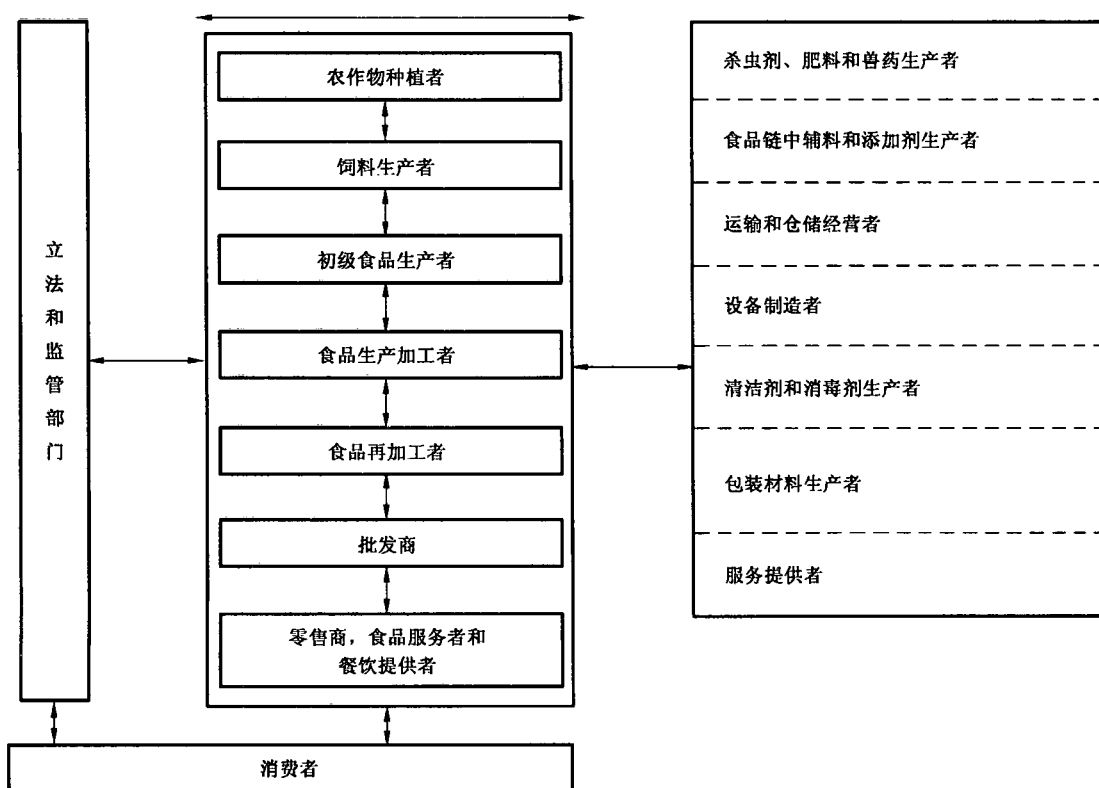 立法和监管部门
农作物种植者
饲料生产者
初级食品生产者
食品生产加工者
食品再加工者
批发商
零售商，食品服务者和
餐饮提供者
消费者
杀虫剂、肥料和兽药生产者
食品链中辅料和添加剂生产者
运输和仓储经营者
设备制造者
清洁剂和消毒剂生产者
包装材料生产者
服务提供者